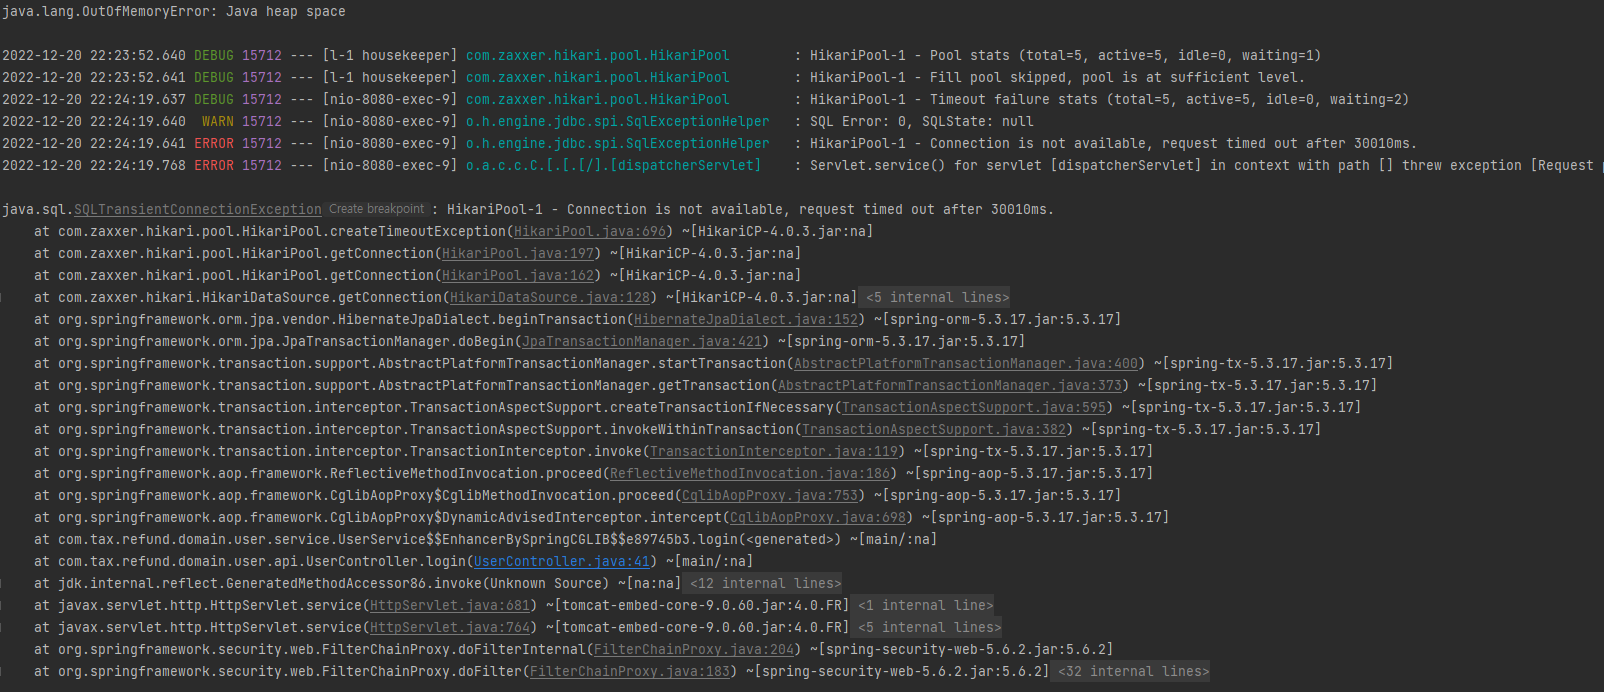 java.lang.OutOfMemoryError: Java heap space
2022-12-20 22:23:52.640 DEBUG 15712 --- [l-1 housekeeper] com.zaxxer.hikari.pool.HikariPool : HikariPool-1 - Pool stats (total=5, active=5, idle=0, waiting=1)
2022-12-20 22:23:52.641 DEBUG 15712 --- [l-1 housekeeper] com.zaxxer.hikari.pool.HikariPool : HikariPool-1 - Fill pool skipped, pool is at sufficient level.
2022-12-20 22:24:19.637 DEBUG 15712 --- [nio-8080-exec-9] com.zaxxer.hikari.pool.HikariPool : HikariPool-1 - Timeout failure stats (total=5, active=5, idle=0, waiting=2)
2022-12-20 22:24:19.640 WARN 15712 --- [nio-8080-exec-9] o.h.engine.jdbc.spi.SqlExceptionHelper : SQL Error: 0, SQLState: null
2022-12-20 22:24:19.641 ERROR 15712 --- [nio-8080-exec-9] o.h.engine.jdbc.spi.SqlExceptionHelper : HikariPool-1 - Connection is not available, request timed out after 30010ms.
2022-12-20 22:24:19.768 ERROR 15712 --- [nio-8080-exec-9] o.a.c.c.C.[.[.[/].[dispatcherServlet] : Servlet.service() for servlet [dispatcherServlet] in context with path [] threw exception [Request
java.sql.SQLTransientConnectionException Create breakpoint : HikariPool-1 - Connection is not available, request timed out after 30010ms.
at com.zaxxer.hikari.pool.HikariPool.createTimeoutException(HikariPool.java:696) ~[HikariCP-4.0.3.jar:na]
at com.zaxxer.hikari.pool.HikariPool.getConnection(HikariPool.java:197) ~[HikariCP-4.0.3.jar:na]
at com.zaxxer.hikari.pool.HikariPool.getConnection(HikariPool.java:162) ~[HikariCP-4.0.3.jar:na]
at com.zaxxer.hikari.HikariDataSource.getConnection(HikariDataSource.java:128) ~[HikariCP-4.0.3.jar:na] <5 internal lines>
at org.springframework.orm.jpa.vendor.HibernateJpaDialect.beginTransaction(HibernateJpaDialect.java:152) ~[spring-orm-5.3.17.jar:5.3.17]
at org.springframework.orm.jpa.JpaTransactionManager.doBegin(JpaTransactionManager.java:421) ~[spring-orm-5.3.17.jar:5.3.17]
at org.springframework.transaction.support.AbstractPlatformTransactionManager.startTransaction(AbstractPlatformTransactionManager.java:400) ~[spring-tx-5.3.17.jar:5.3.17]
at org.springframework.transaction.support.AbstractPlatformTransactionManager.getTransaction(AbstractPlatformTransactionManager.java:373) ~[spring-tx-5.3.17.jar:5.3.17]
at org.springframework.transaction.interceptor.TransactionAspectSupport.createTransactionIfNecessary(TransactionAspectSupport.java:595) ~[spring-tx-5.3.17.jar:5.3.17]
at org.springframework.transaction.interceptor.TransactionAspectSupport.invokeWithinTransaction(TransactionAspectSupport.java:382) ~[spring-tx-5.3.17.jar:5.3.17]
at org.springframework.transaction.interceptor.TransactionInterceptor.invoke(TransactionInterceptor.java:119) ~[spring-tx-5.3.17.jar:5.3.17]
at org.springframework.aop.framework.ReflectiveMethodInvocation.proceed(ReflectiveMethodInvocation.java:186) ~[spring-aop-5.3.17.jar:5.3.17]
at org.springframework.aop.framework.CglibAopProxy$CglibMethodInvocation.proceed(CglibAopProxy.java:753) ~[spring-aop-5.3.17.jar:5.3.17]
at org.springframework.aop.framework.CglibAopProxy$DynamicAdvisedInterceptor.intercept(CglibAopProxy.java:698) ~[spring-aop-5.3.17.jar:5.3.17]
at com.tax.refund.domain.user.service.UserService$$EnhancerBySpringCGLIB$$e89745b3.login(<generated>) ~[main/:na]
at com.tax.refund.domain.user.api.UserController.login(UserController.java:41) ~[main/:na]
at jdk.internal.reflect.GeneratedMethodAccessor86.invoke(Unknown Source) ~[na:na] <12 internal lines>
at javax.servlet.http.HttpServlet.service(HttpServlet.java:681) ~[tomcat-embed-core-9.0.60.jar:4.0.FR] <1 internal line>
at javax.servlet.http.HttpServlet.service(HttpServlet.java:764) ~[tomcat-embed-core-9.0.60.jar:4.0.FR] <5 internal lines>
at org.springframework.security.web.FilterChainProxy.doFilterInternal(FilterChainProxy.java:204) ~[spring-security-web-5.6.2.jar:5.6.2]
at org.springframework.security.web.FilterChainProxy.doFilter(FilterChainProxy.java:183) ~[spring-security-web-5.6.2.jar:5.6.2] <32 internal lines>